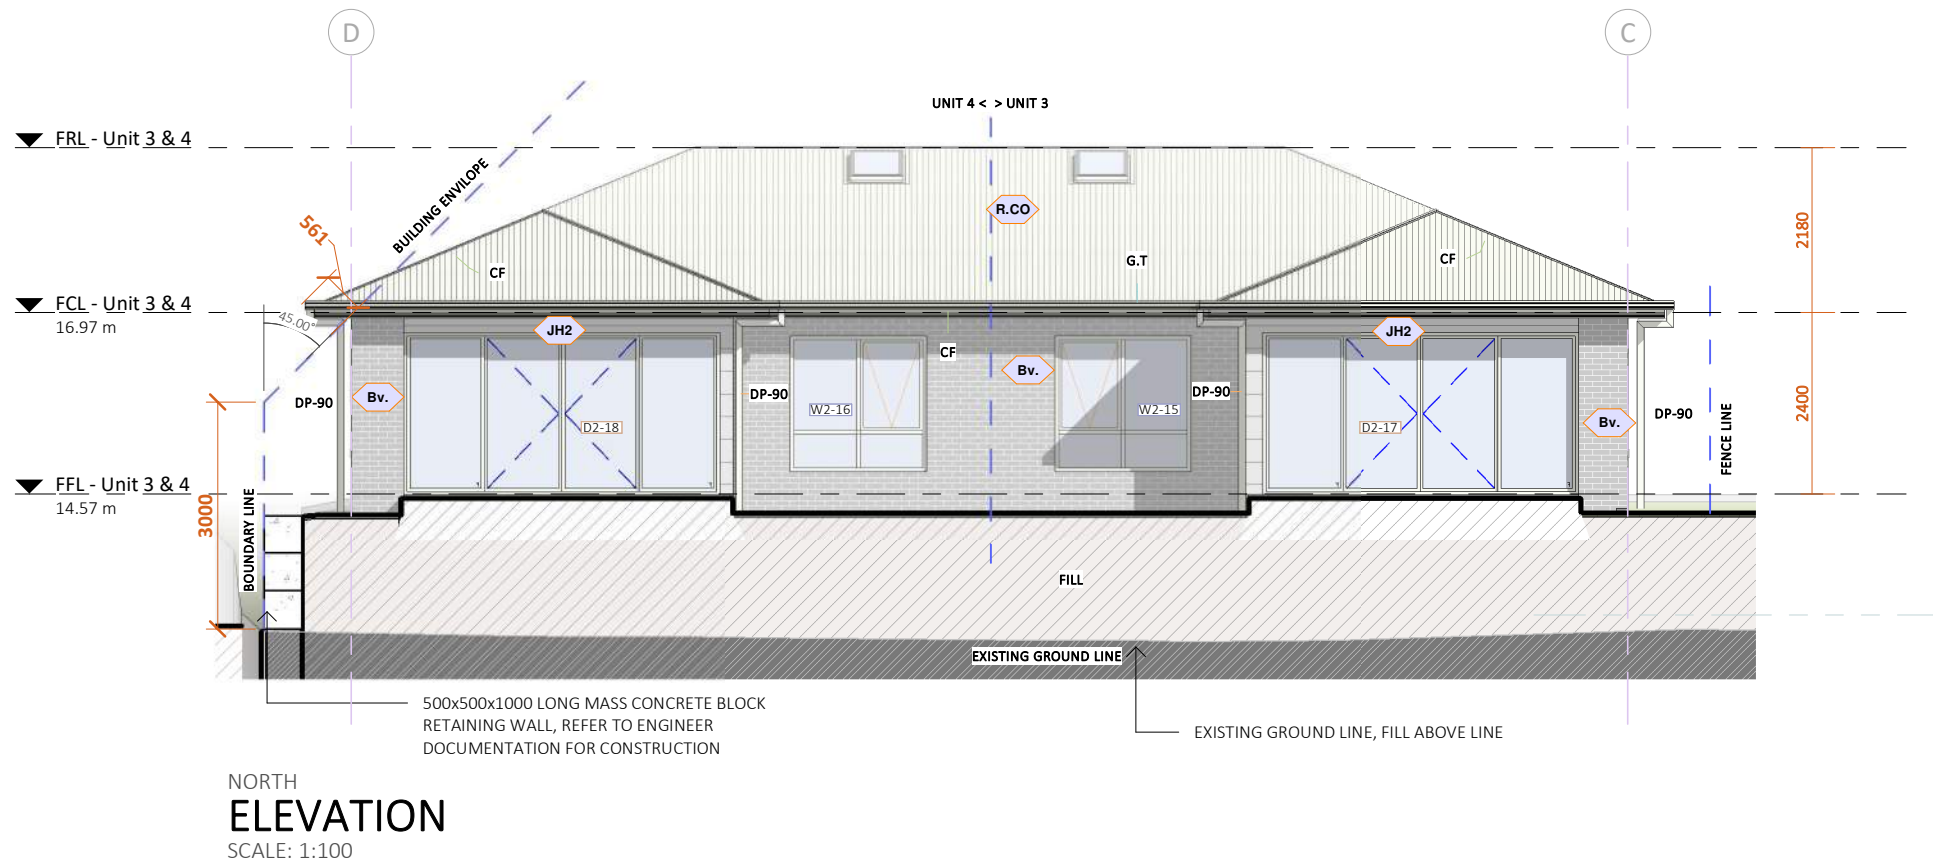 D
C
UNIT 4 < > UNIT 3
FRL - Unit 3 & 4
BUILDING ENVILOPE
R.CO
561
CF
G.T
CF
2180
FCL - Unit 3 & 4
16.97 m
45.00°
JH2
JH2
CF
Bv.
DP-90
Bv.
DP-90
DP-90
W2-16
W2-15
D2-18
D2-17
Bv.
DP-90
2400
FENCE LINE
FFL - Unit 3 & 4
14.57 m
3000
BOUNDARY LINE
FILL
EXISTING GROUND LINE
500x500x1000 LONG MASS CONCRETE BLOCK
RETAINING WALL, REFER TO ENGINEER
DOCUMENTATION FOR CONSTRUCTION
EXISTING GROUND LINE, FILL ABOVE LINE
NORTH
ELEVATION
SCALE: 1:100